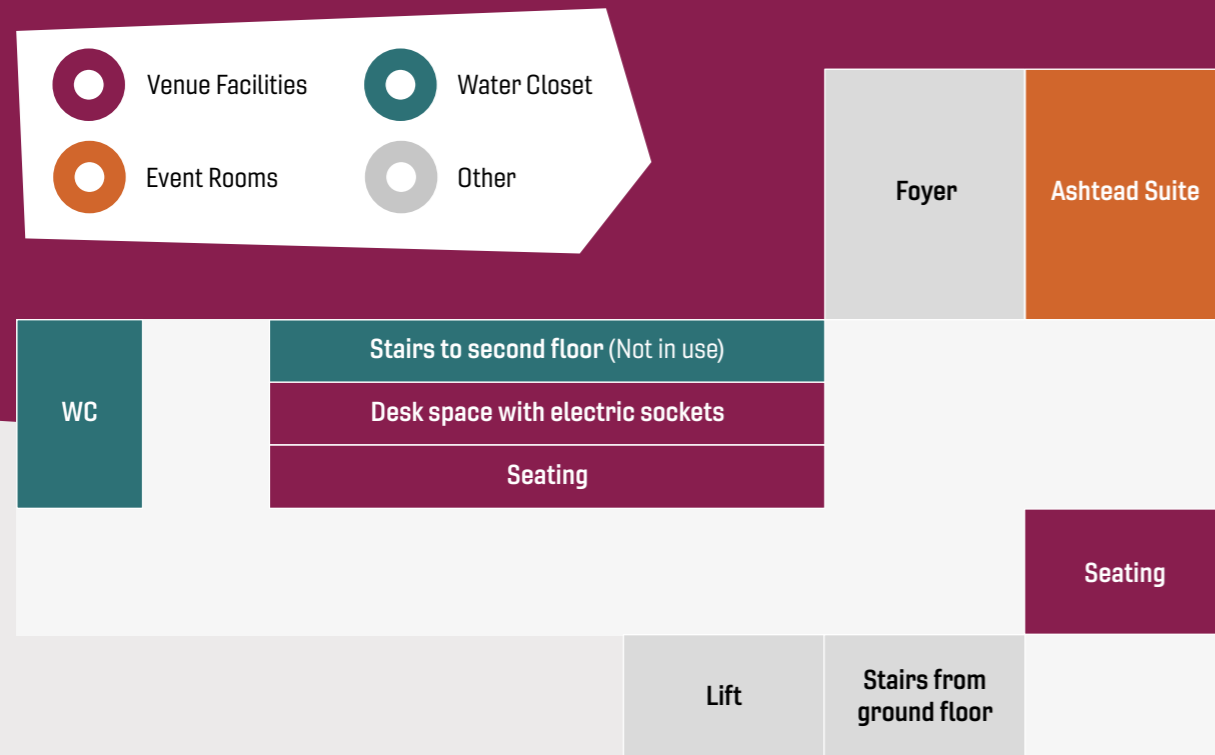 Venue Facilities
Water Closet
Event Rooms
Other
Foyer
Ashtead Suite
Stairs to second floor (Not in use)
WC
Desk space with electric sockets
Seating
Seating
Lift
Stairs from
ground floor